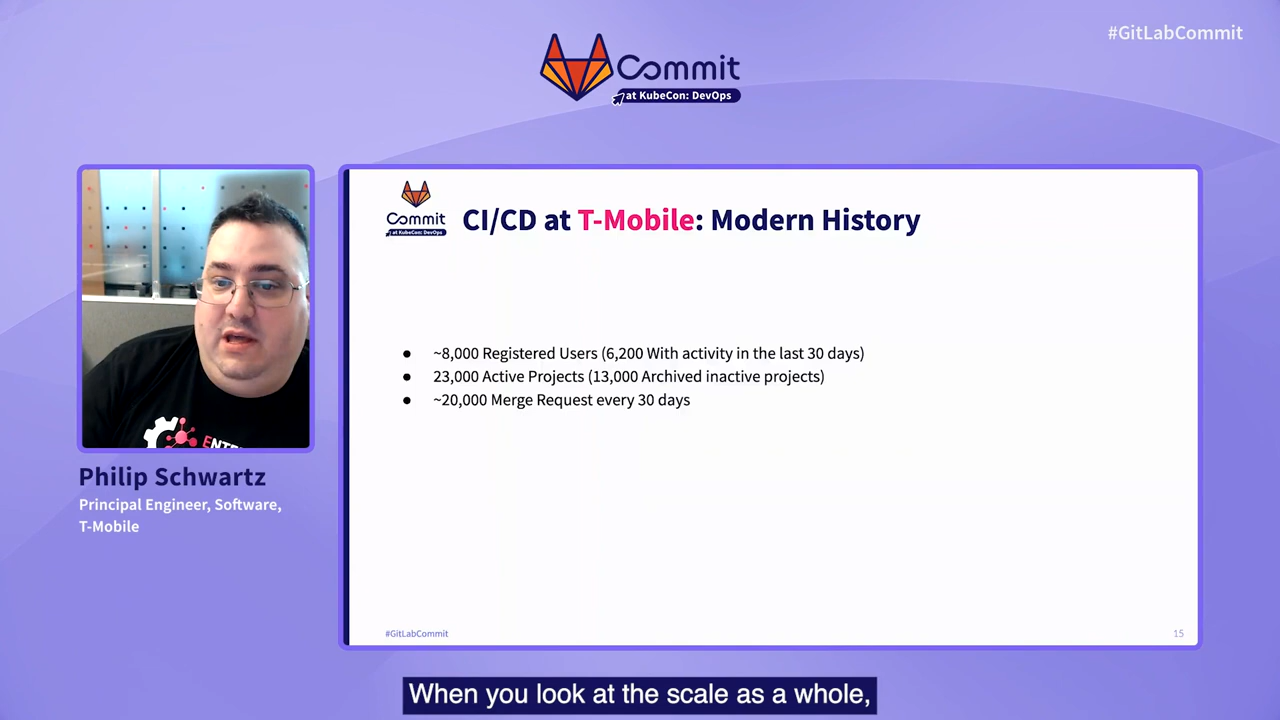 #GitLabCommit
Commit
at KubeCon: DevOps
Commit
at KubeCon: DevOps
CI/CD at T-Mobile: Modern History
● ~8,000 Registered Users (6,200 With activity in the last 30 days)
● 23,000 Active Projects (13,000 Archived inactive projects)
● ~20,000 Merge Request every 30 days
Philip Schwartz
Principal Engineer, Software,
T-Mobile
#GitLabCommit
15
When you look at the scale as a whole,